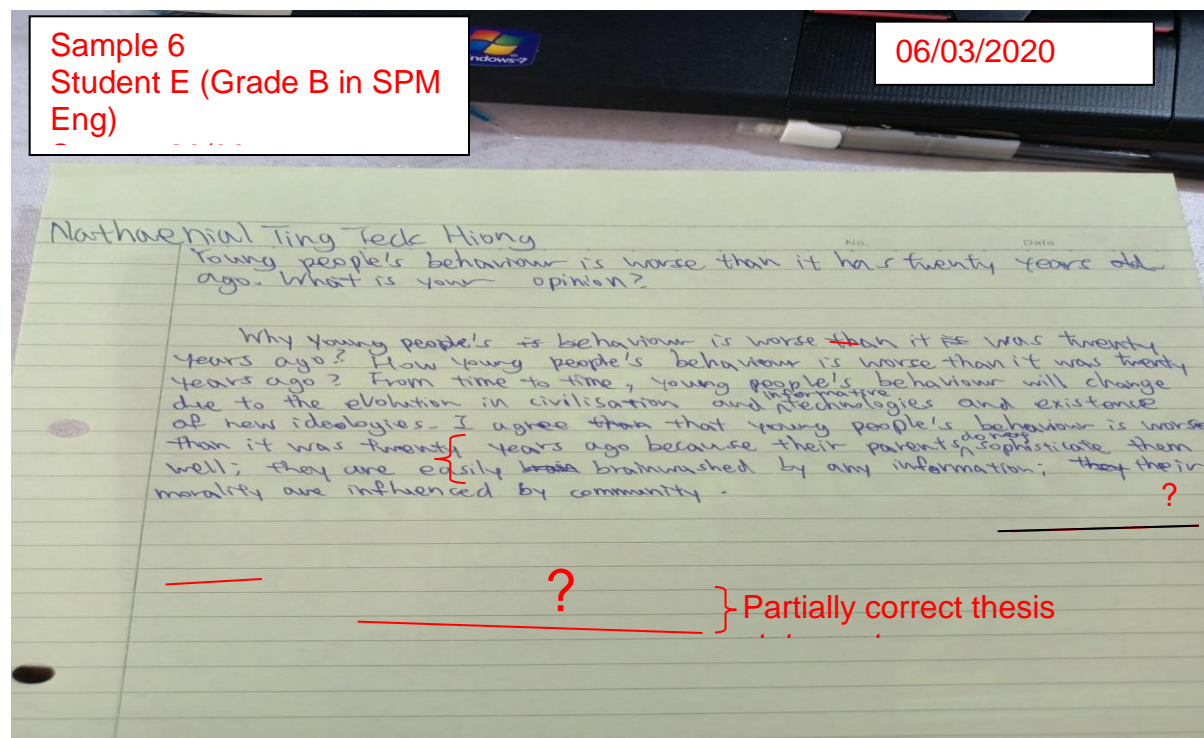 Sample 6
Student E (Grade B in SPM
Eng)
06/03/2020
ndows 7
Nathaenial Ting Teck Hiong
No.
Date
Young people's behaviour is worse than it has twenty years old
ago. What is your opinion?
Why young people's is behaviour is worse than it is was twenty
years ago? How young people's behaviour is worse than it was twenty
years ago? From time to time, young people's behaviour will change
due to the evolution in civilisation and informative technologies and existence
of new ideologies. I agree than that young people's behaviour is worse
than it was twenty years ago because their parents do not sophisticate them
well; they are easily brain brainwashed by any information; they their
morality are influenced by community.
?
?
Partially correct thesis